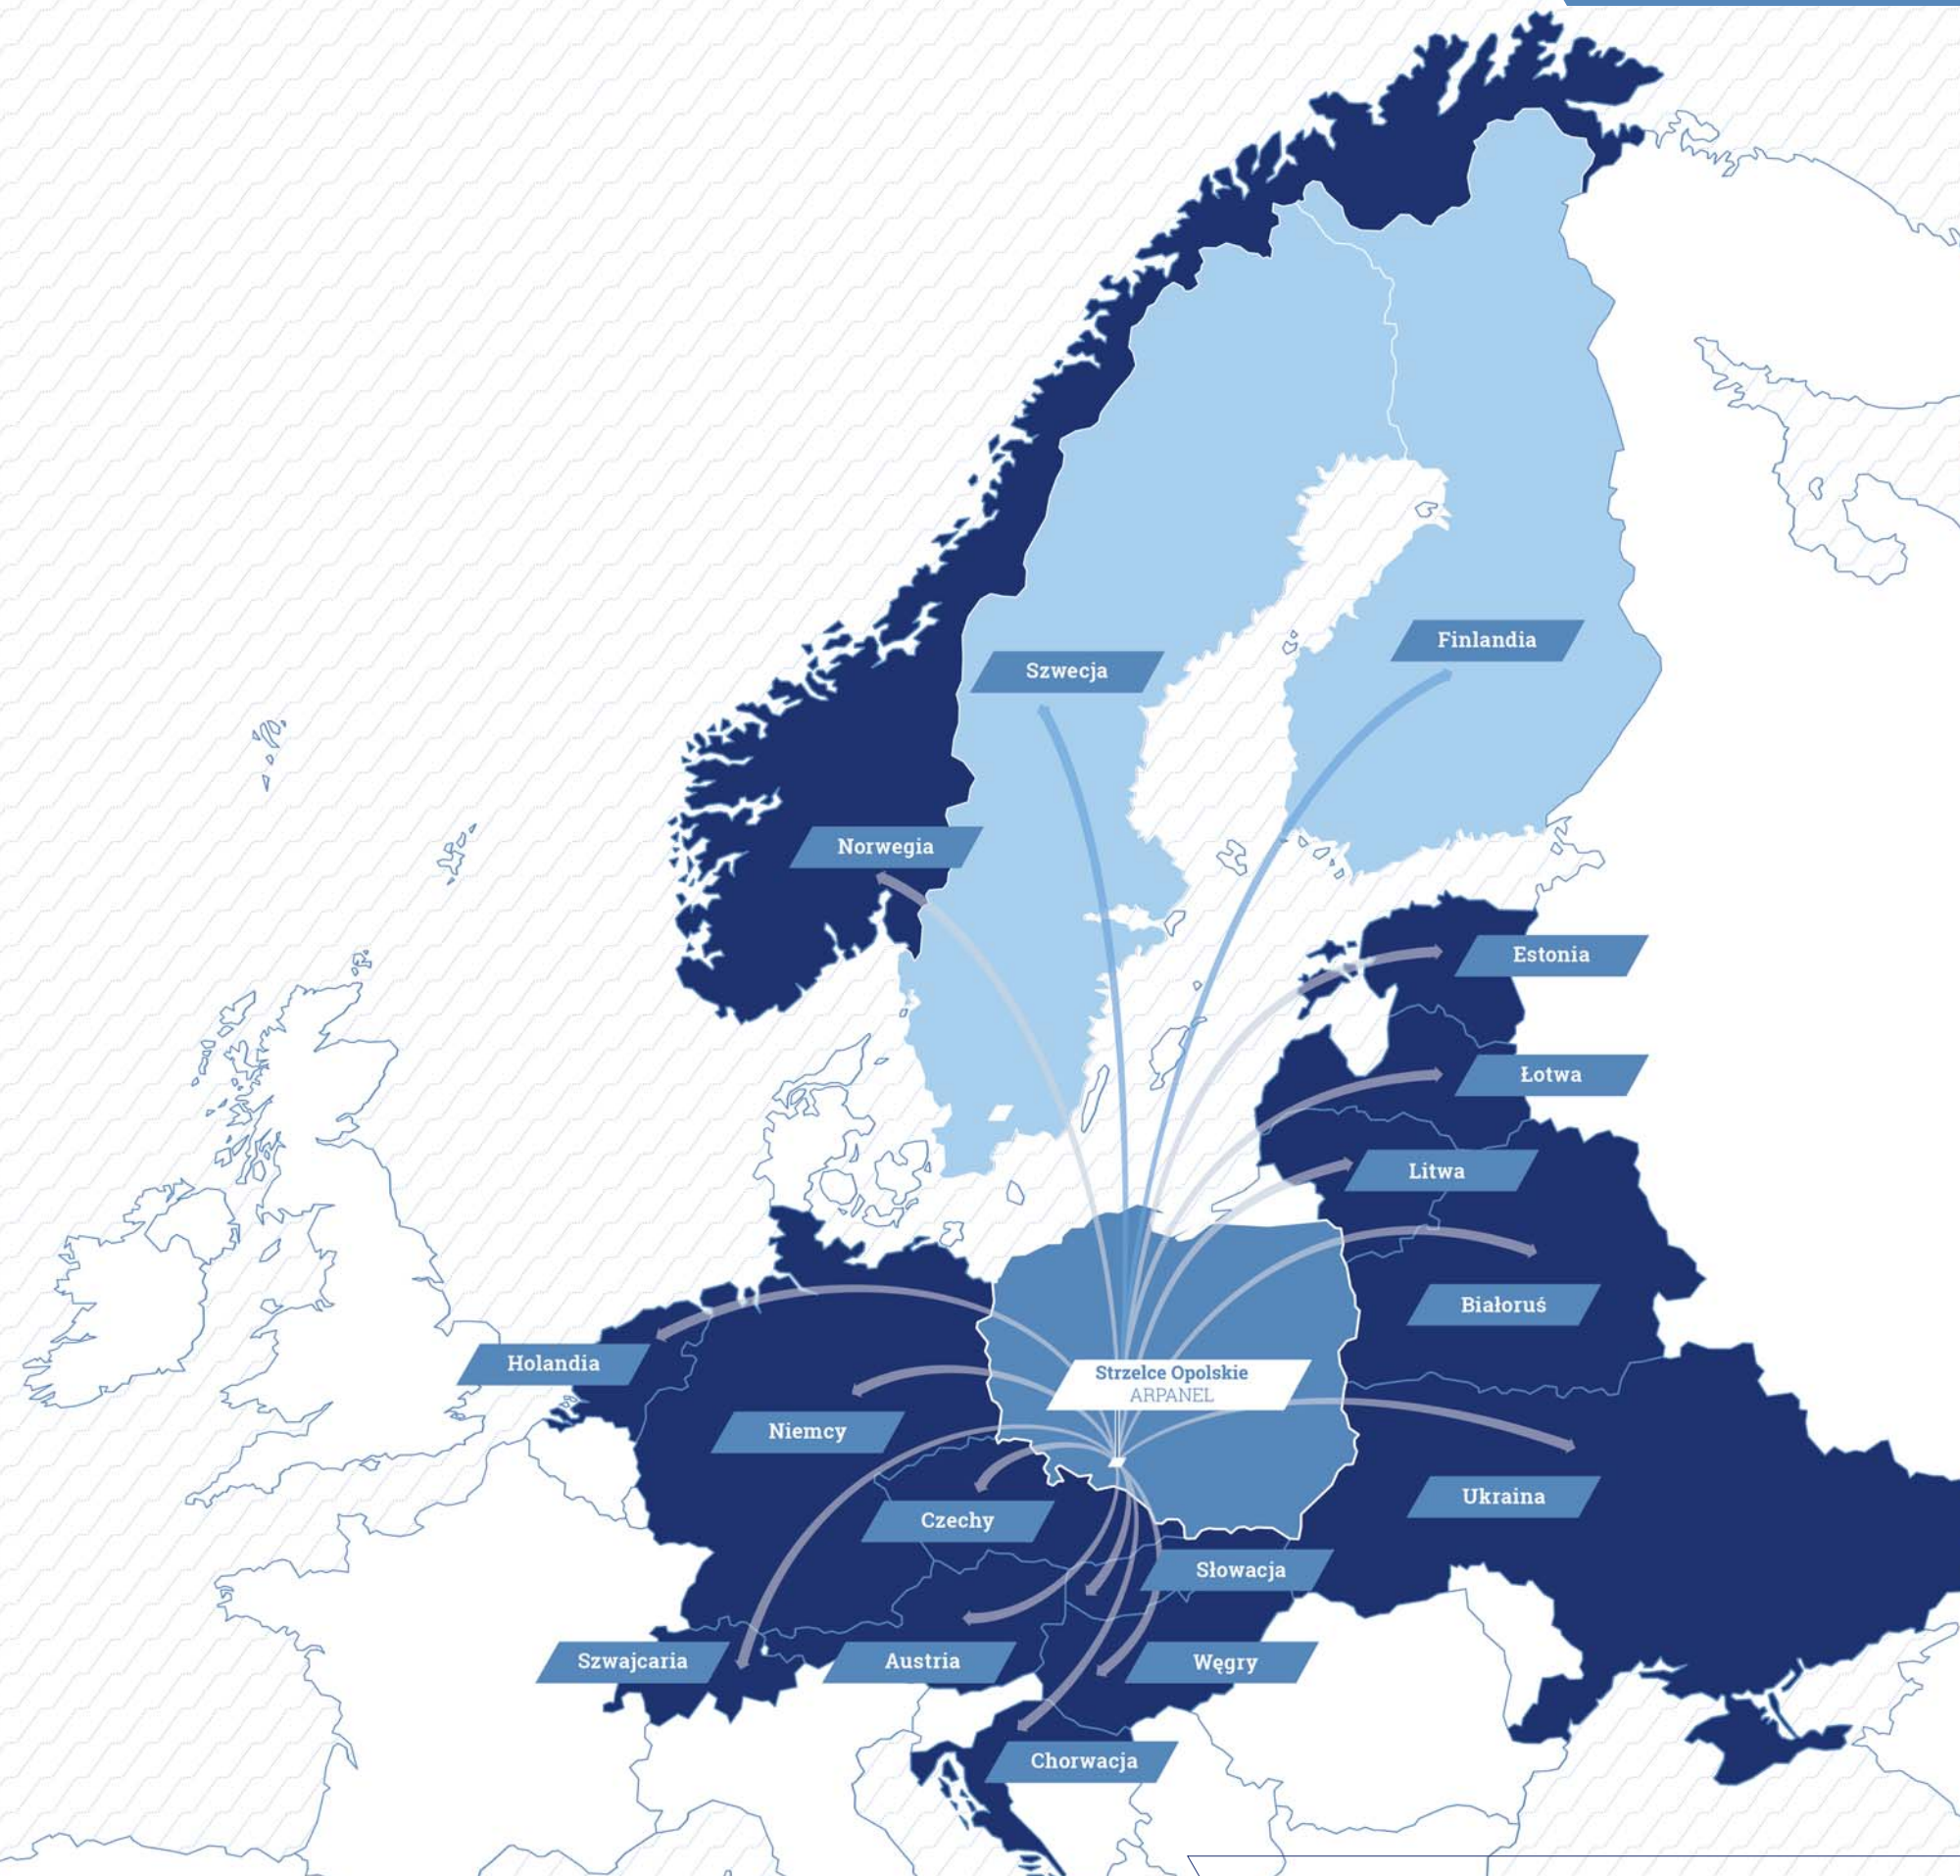 Finlandia
Szwecja
Norwegia
Estonia
Łotwa
Litwa
Białoruś
Holandia
Strzelce Opolskie
ARPANEL
Niemcy
Ukraina
Czechy
Słowacja
Szwajcaria
Austria
Węgry
Chorwacja